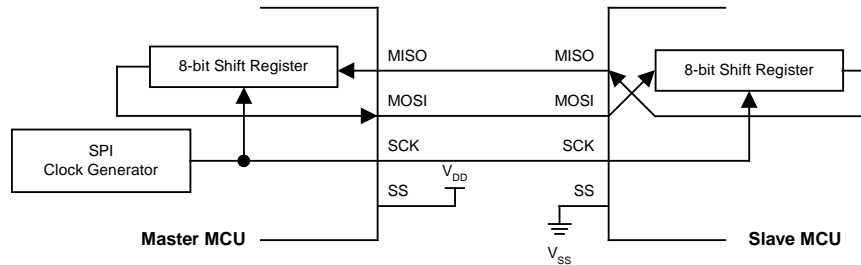 MISO MISO
8-bit Shift Register 8-bit Shift Register
MOSI MOSI
SPI
Clock Generator
SCK SCK
VDD
SS SS
Master MCU Slave MCU
VSS